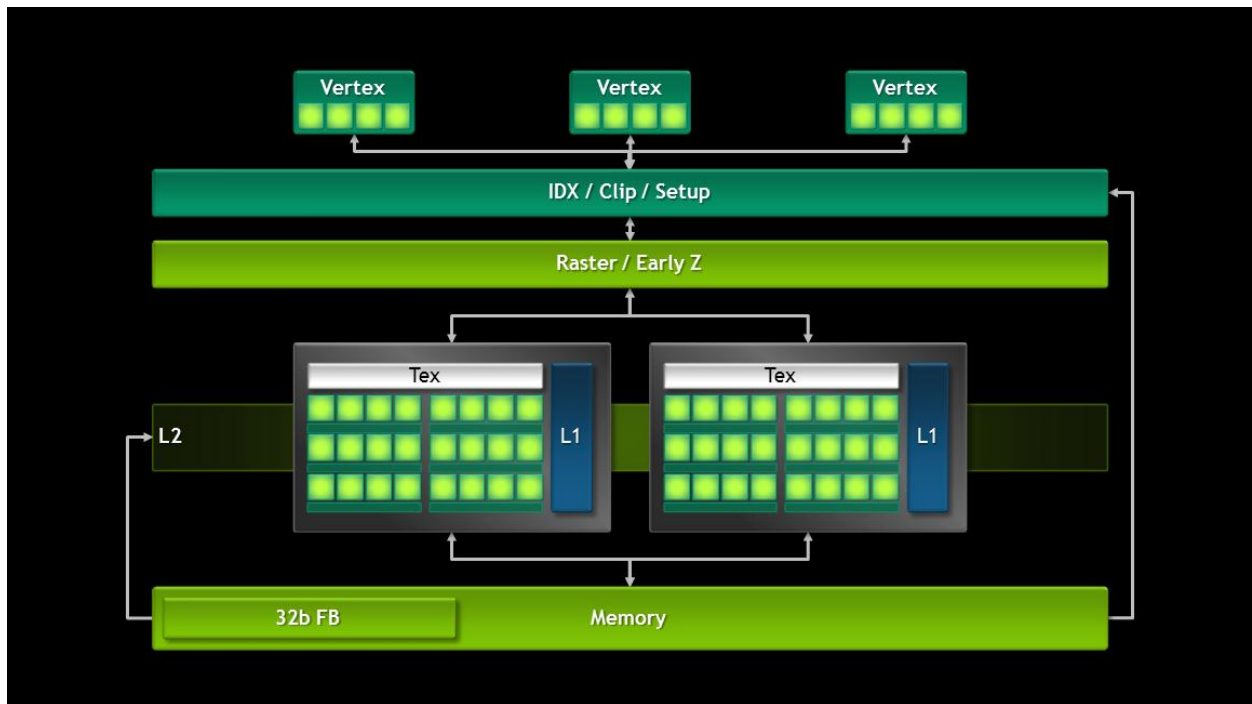 Vertex
Vertex
Vertex
IDX / Clip / Setup
Raster / Early Z
Tex
Tex
L2
L1
L1
32b FB
Memory